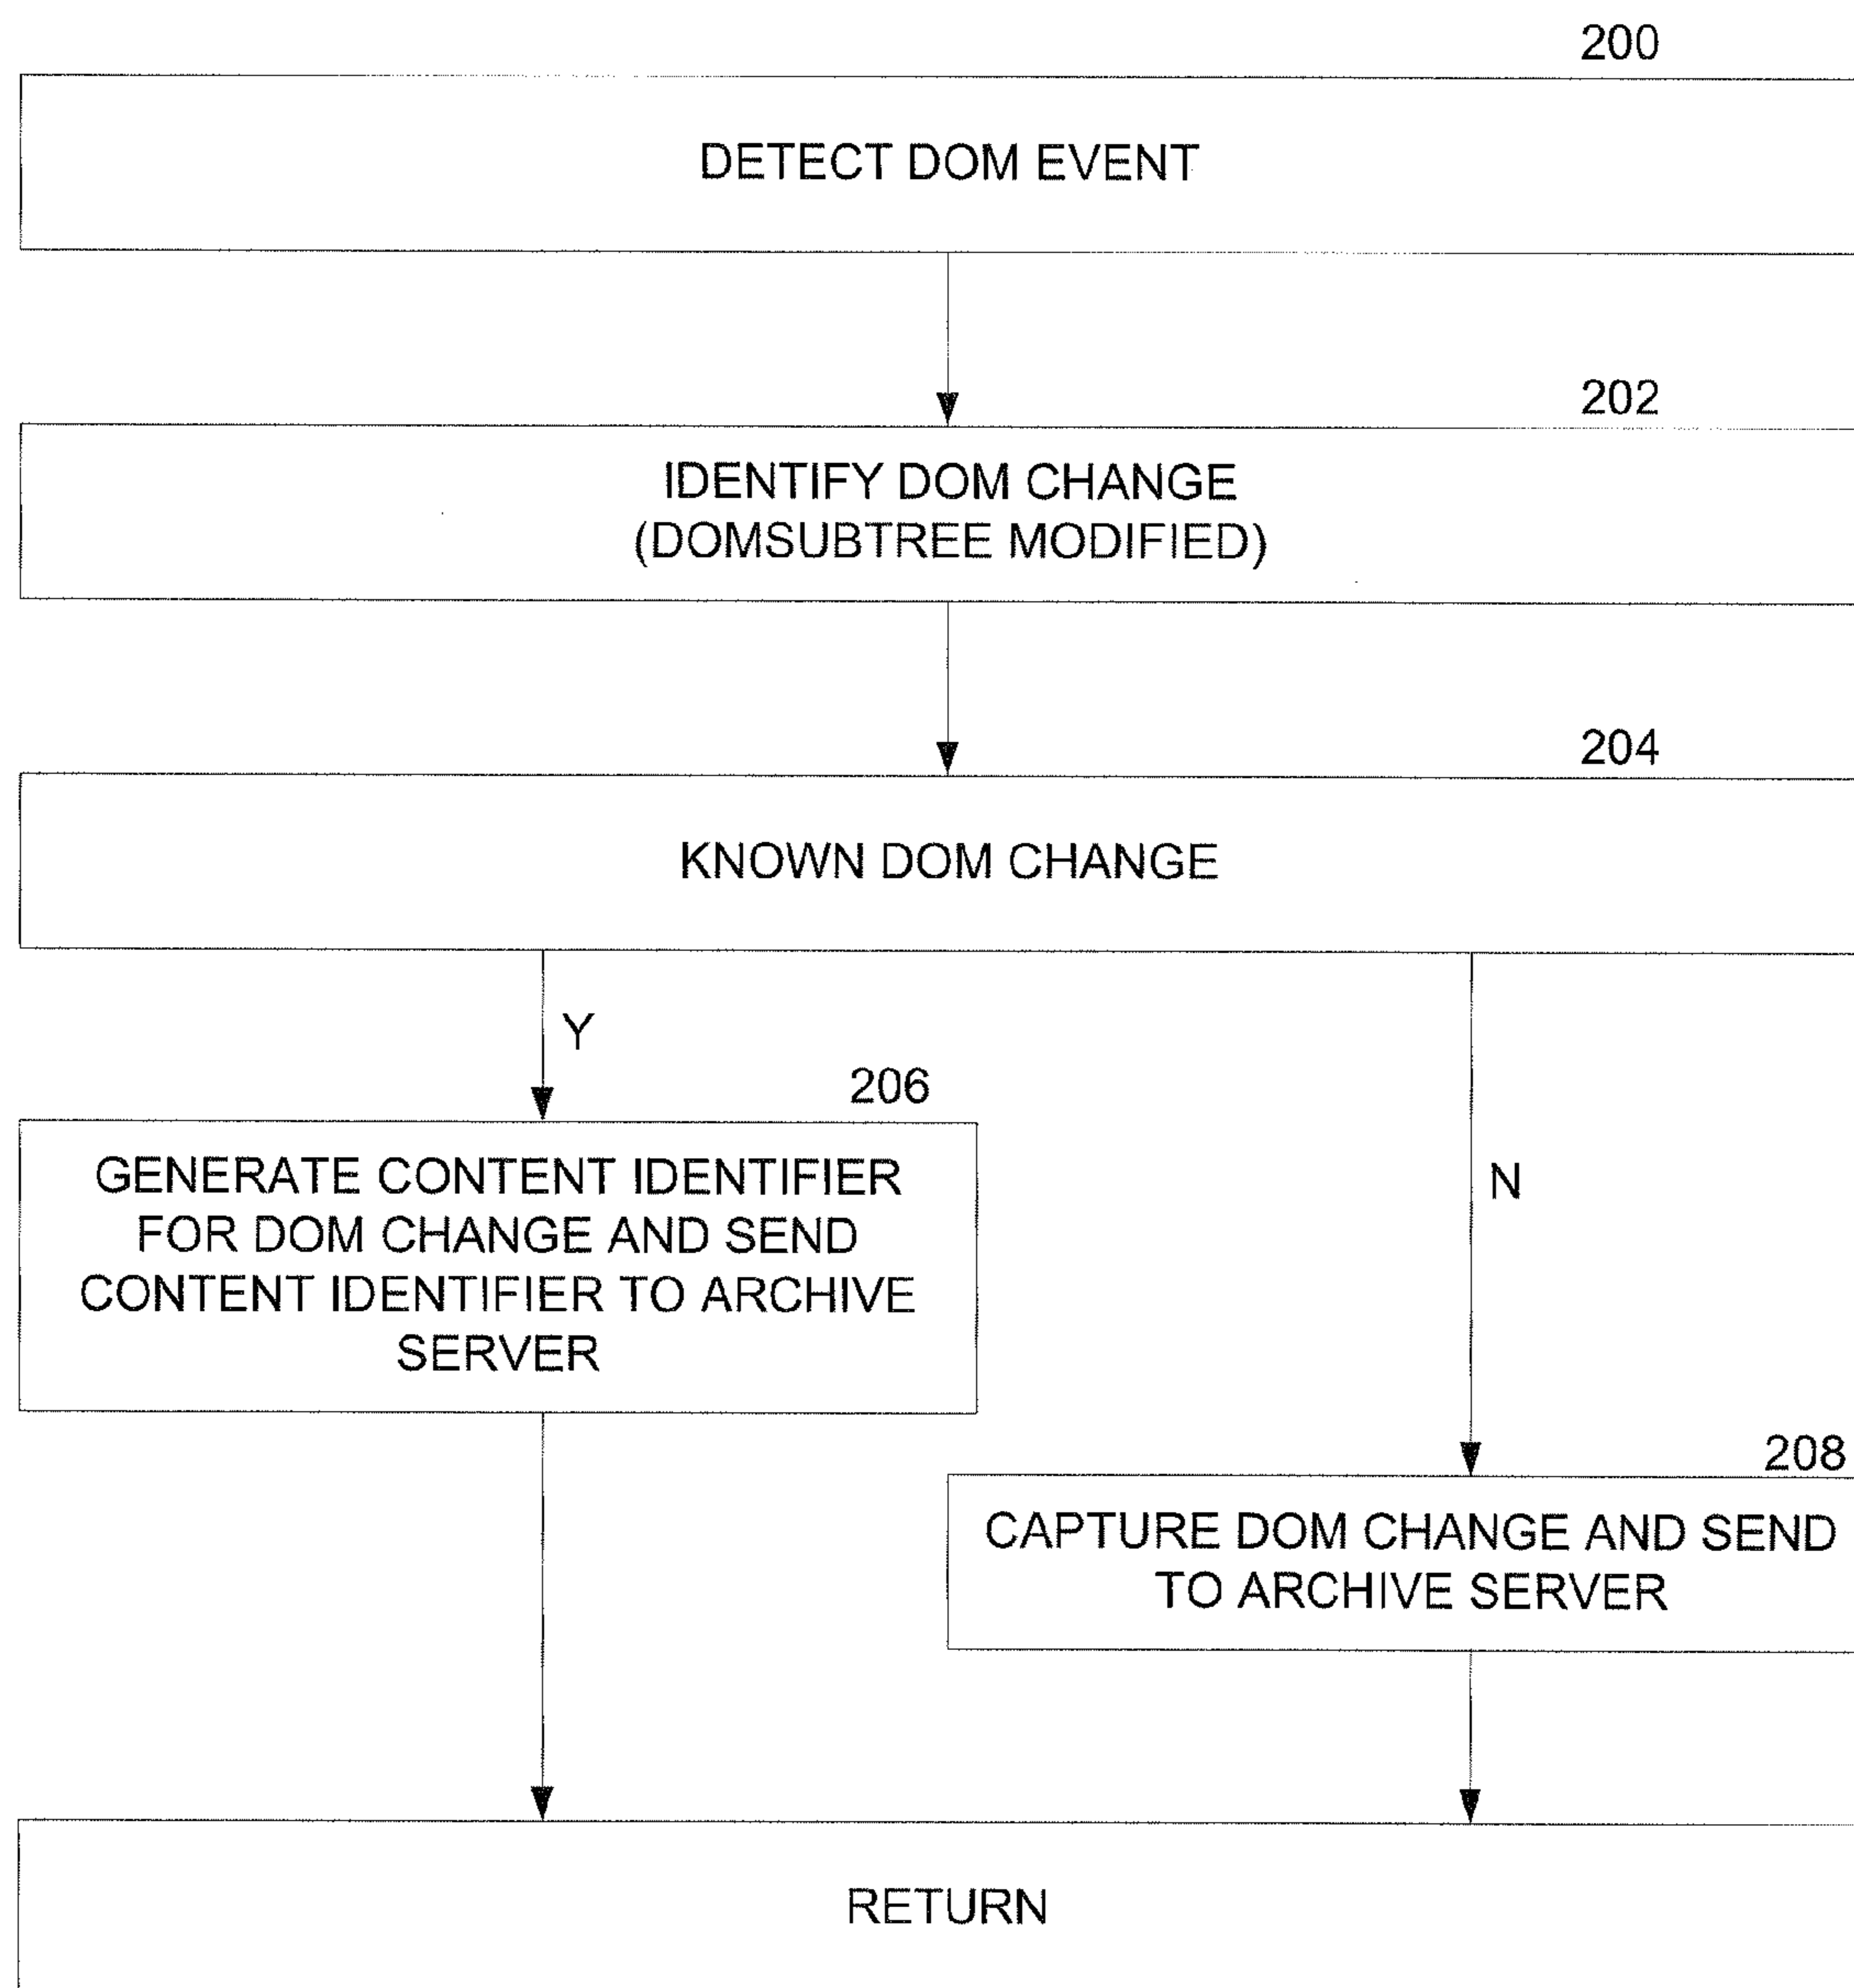 200
DETECT DOM EVENT
202
IDENTIFY DOM CHANGE
(DOMSUBTREE MODIFIED)
204
KNOWN DOM CHANGE
Y
N
206
GENERATE CONTENT IDENTIFIER
FOR DOM CHANGE AND SEND
CONTENT IDENTIFIER TO ARCHIVE
SERVER
208
CAPTURE DOM CHANGE AND SEND
TO ARCHIVE SERVER
RETURN